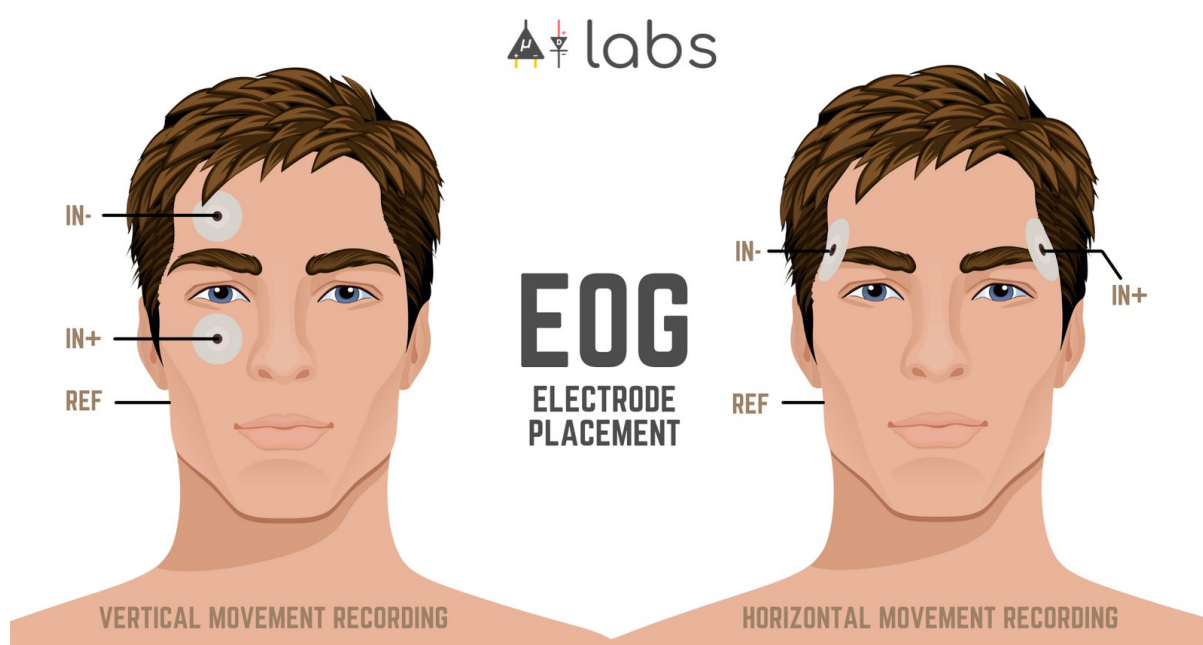 μ D labs
IN-
IN+
REF
EOG
ELECTRODE
PLACEMENT
IN-
IN+
REF
VERTICAL MOVEMENT RECORDING
HORIZONTAL MOVEMENT RECORDING